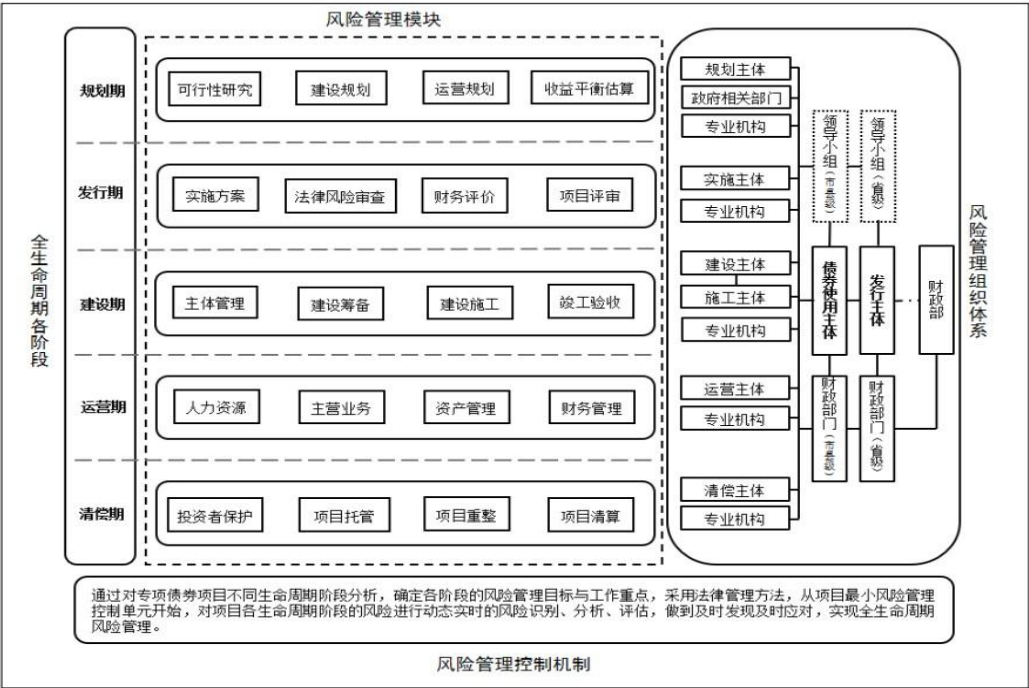 风险管理模块
全生命周期各阶段
规划期
可行性研究
建设规划
运营规划
收益平衡估算
发行期
实施方案
法律风险审查
财务评价
项目评审
建设期
主体管理
建设筹备
建设施工
竣工验收
运营期
人力资源
主营业务
资产管理
财务管理
清偿期
投资者保护
项目托管
项目重整
项目清算
规划主体
政府相关部门
专业机构
实施主体
专业机构
建设主体
施工主体
专业机构
运营主体
专业机构
清偿主体
专业机构
领导小组（市县级）
领导小组（省级）
债券使用主体
发行主体
财政部
财政部门（市县级）
财政部门（省级）
风险管理组织体系
通过对专项债券项目不同生命周期阶段分析，确定各阶段的风险管理目标与工作重点，采用法律管理方法，从项目最小风险管理
控制单元开始，对项目各生命周期阶段的风险进行动态实时的风险识别、分析、评估，做到及时发现及时应对，实现全生命周期
风险管理。
风险管理控制机制